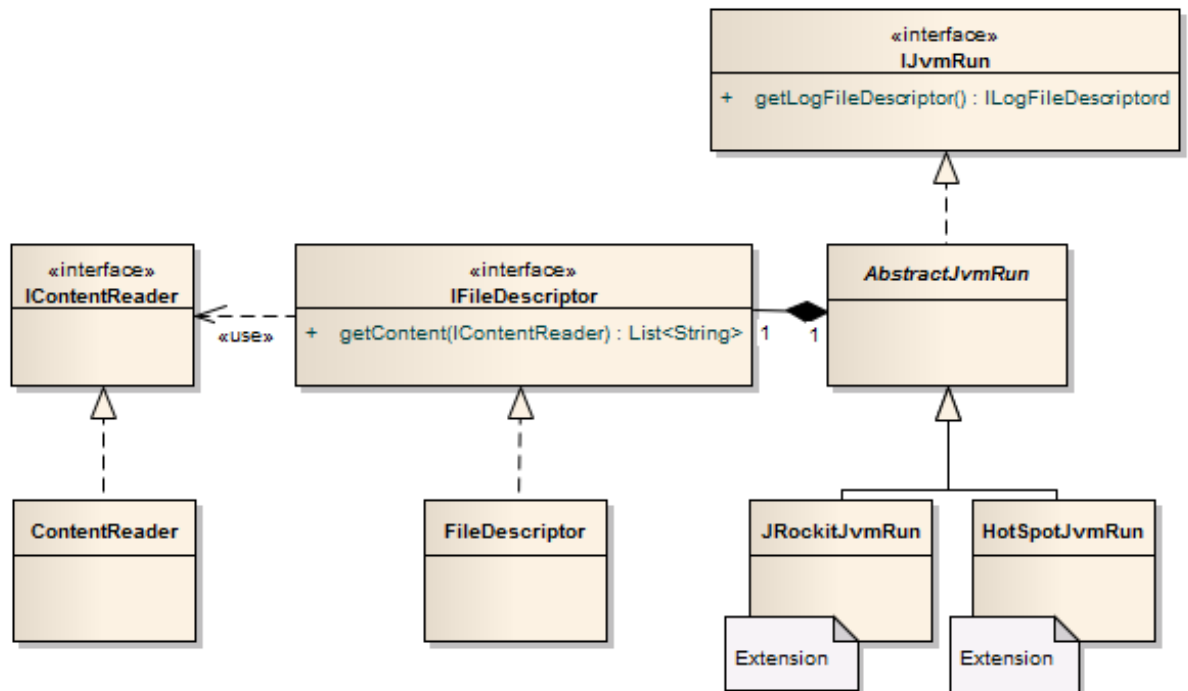 «interface»
IJvmRun
+ getLogFileDescriptor() : ILogFileDescriptord
«interface»
IContentReader
«use»
«interface»
IFileDescriptor
+ getContent(IContentReader) : List<String>
1
1
AbstractJvmRun
ContentReader
FileDescriptor
JRockitJvmRun
HotSpotJvmRun
Extension
Extension